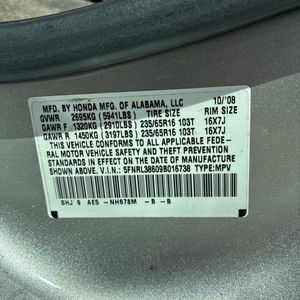 MFD. BY HONDA MFG. OF ALABAMA, LLC 10/'08
GVWR 2695KG (5941LBS) TIRE SIZE RIM SIZE
GAWR F 1320KG (2910LBS) 235/65R16 103T 16X7J
GAWR R 1450KG (3197LBS) 235/65R16 103T 16X7J
THIS VEHICLE CONFORMS TO ALL APPLICABLE FEDE-
RAL MOTOR VEHICLE SAFETY AND THEFT PREVENTION
STANDARDS IN EFFECT ON THE DATE OF MANUFACTURE
SHOWN ABOVE. V.I.N.: 5FNRL38609B016738 TYPE:MPV
SHJ 9 AE5 -NH678M -B -B